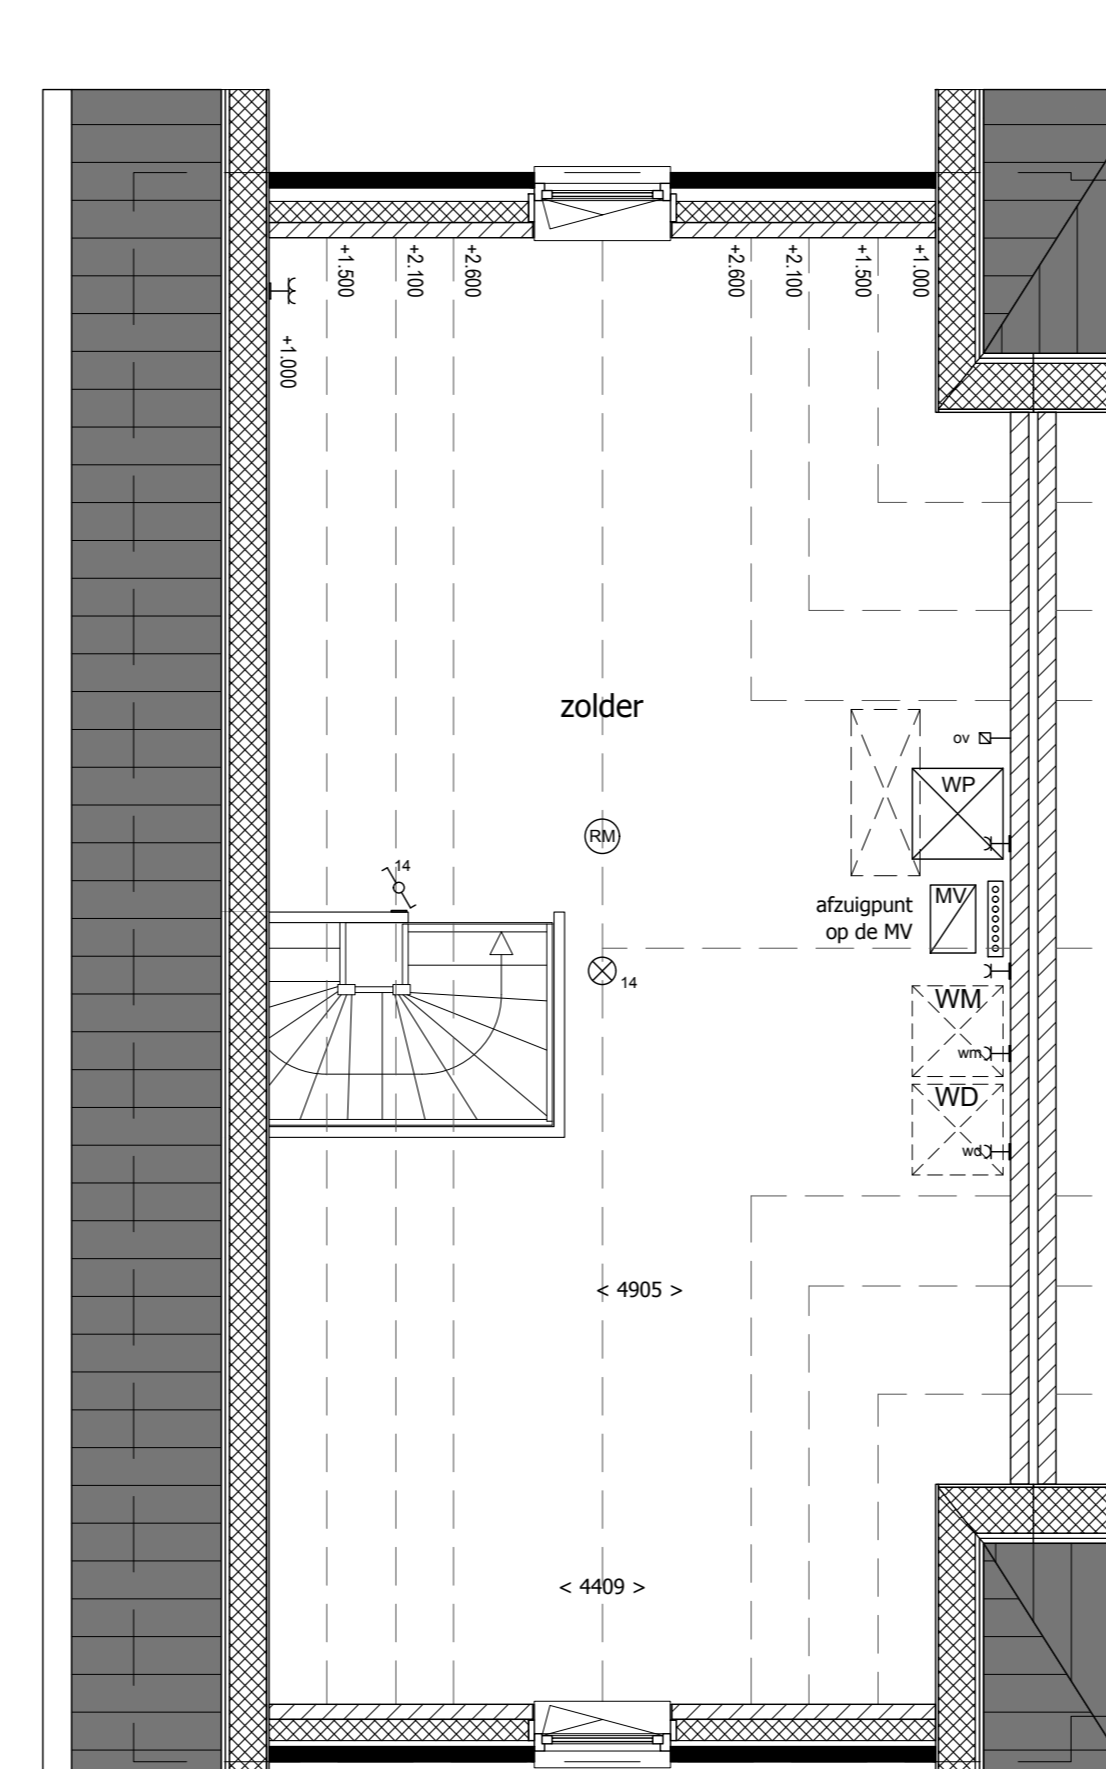 +1.500
+2.100
+2.600
+2.600
+2.100
+1.500
+1.000
+1.000
zolder
ov
WP
RM
14
MV
afzuigpunt
op de MV
14
WM
wm
WD
wd
< 4905 >
< 4409 >